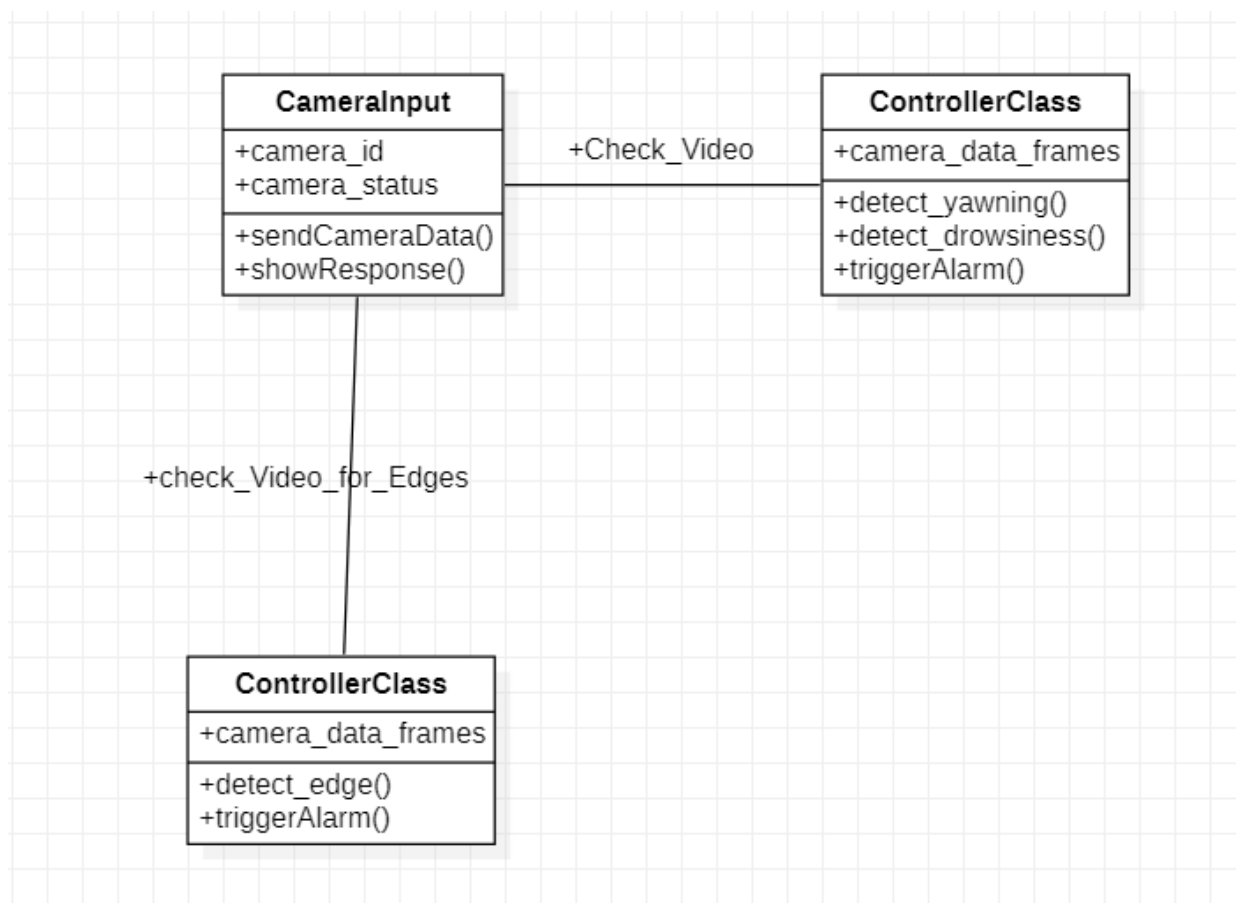 CameraInput
+camera_id
+camera_status
+sendCameraData()
+showResponse()
+Check_Video
ControllerClass
+camera_data_frames
+detect_yawning()
+detect_drowsiness()
+triggerAlarm()
+check_Video_for_Edges
ControllerClass
+camera_data_frames
+detect_edge()
+triggerAlarm()